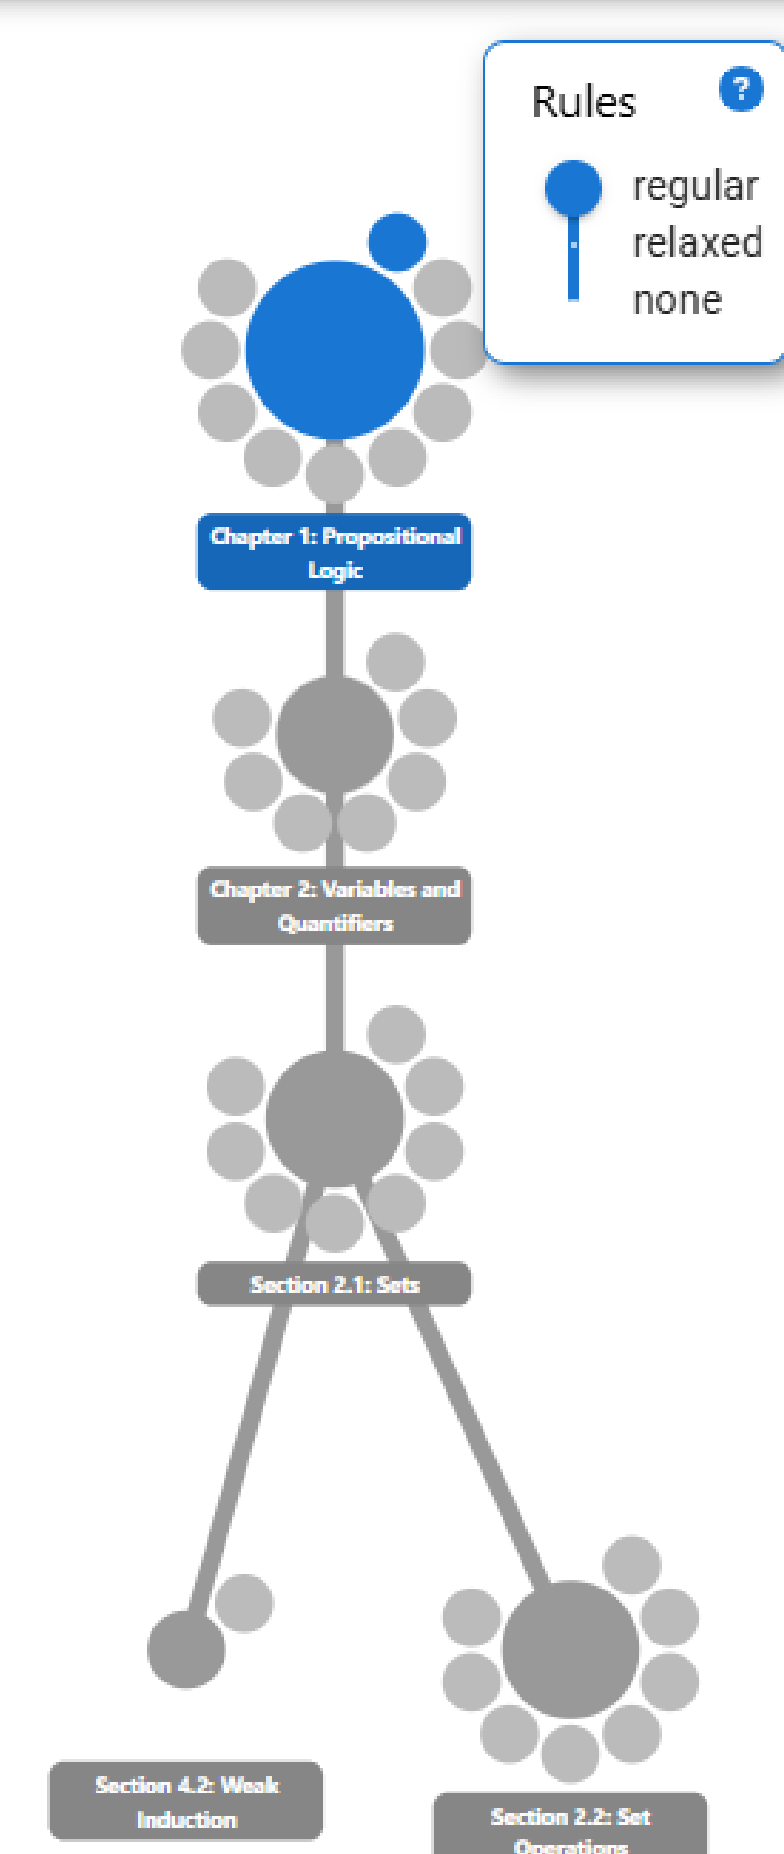 Rules
?
regular
relaxed
none
Chapter 1: Propositional
Logic
Chapter 2: Variables and
Quantifiers
Section 2.1: Sets
Section 4.2: Weak
Induction
Section 2.2: Set
Operations